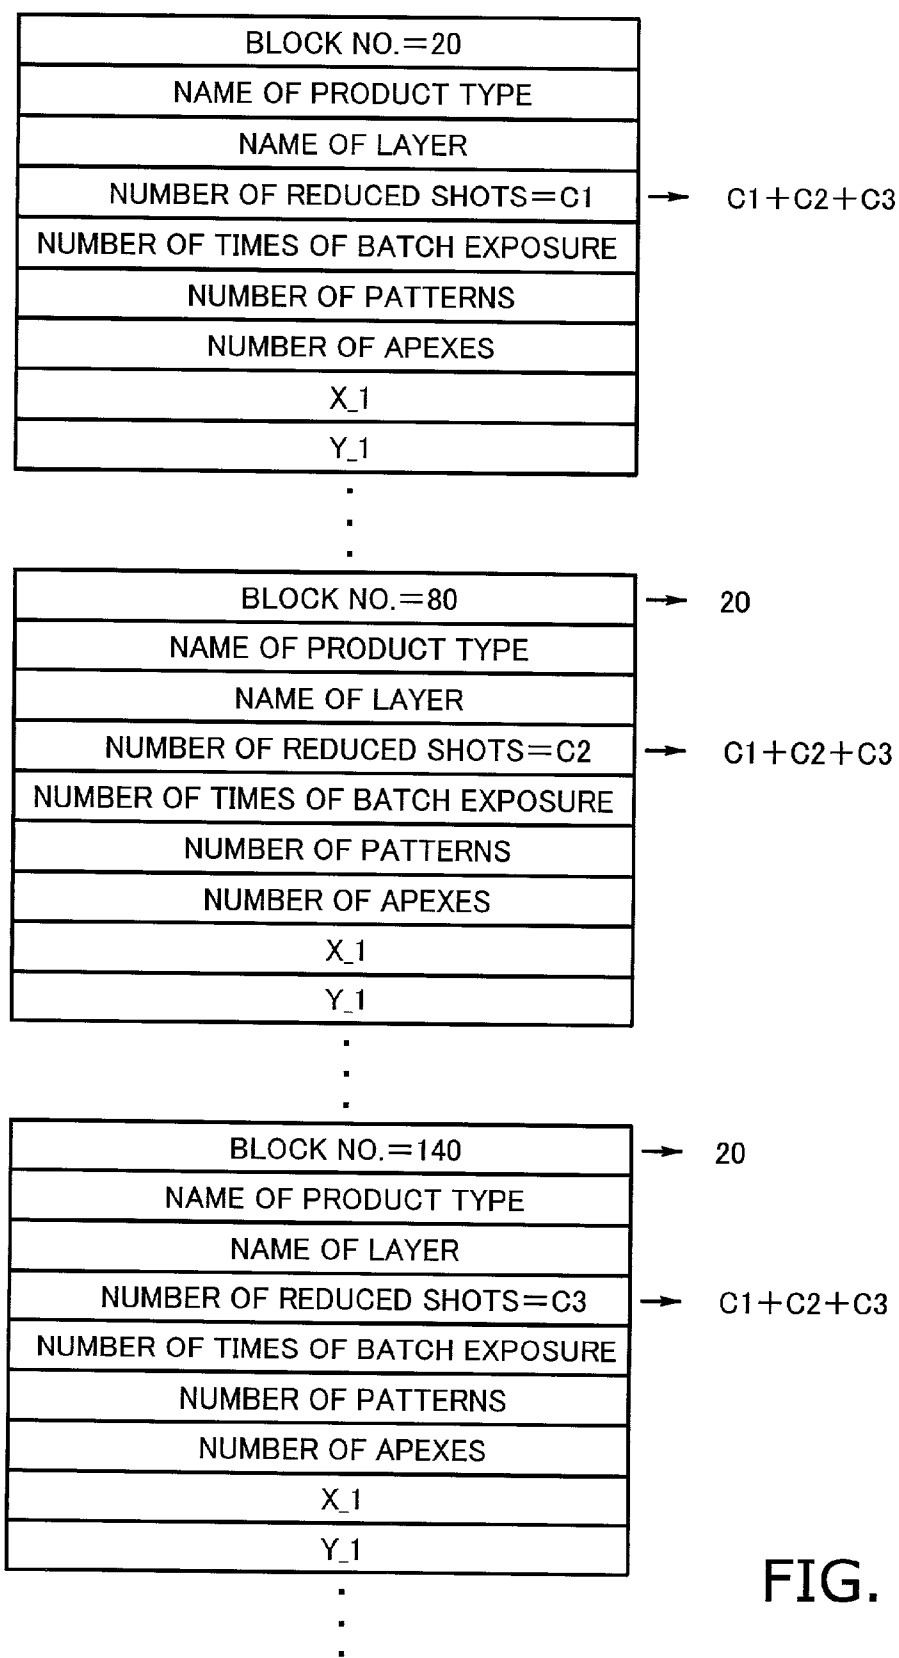 BLOCK NO.=20
NAME OF PRODUCT TYPE
NAME OF LAYER
NUMBER OF REDUCED SHOTS=C1 → C1+C2+C3
NUMBER OF TIMES OF BATCH EXPOSURE
NUMBER OF PATTERNS
NUMBER OF APEXES
X_1
Y_1
BLOCK NO.=80 → 20
NAME OF PRODUCT TYPE
NAME OF LAYER
NUMBER OF REDUCED SHOTS=C2 → C1+C2+C3
NUMBER OF TIMES OF BATCH EXPOSURE
NUMBER OF PATTERNS
NUMBER OF APEXES
X_1
Y_1
BLOCK NO.=140 → 20
NAME OF PRODUCT TYPE
NAME OF LAYER
NUMBER OF REDUCED SHOTS=C3 → C1+C2+C3
NUMBER OF TIMES OF BATCH EXPOSURE
NUMBER OF PATTERNS
NUMBER OF APEXES
X_1
Y_1
FIG.